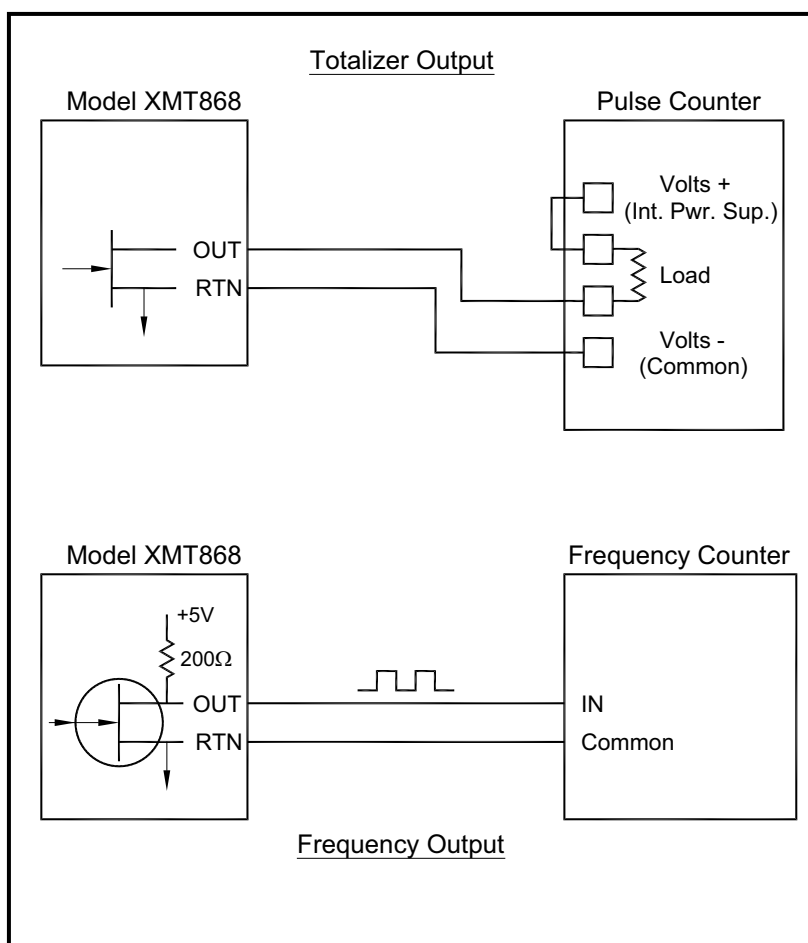 Totalizer Output
Model XMT868
Pulse Counter
OUT
RTN
Volts +
(Int. Pwr. Sup.)
Load
Volts -
(Common)
Model XMT868
Frequency Counter
+5V
200Ω
OUT
RTN
IN
Common
Frequency Output